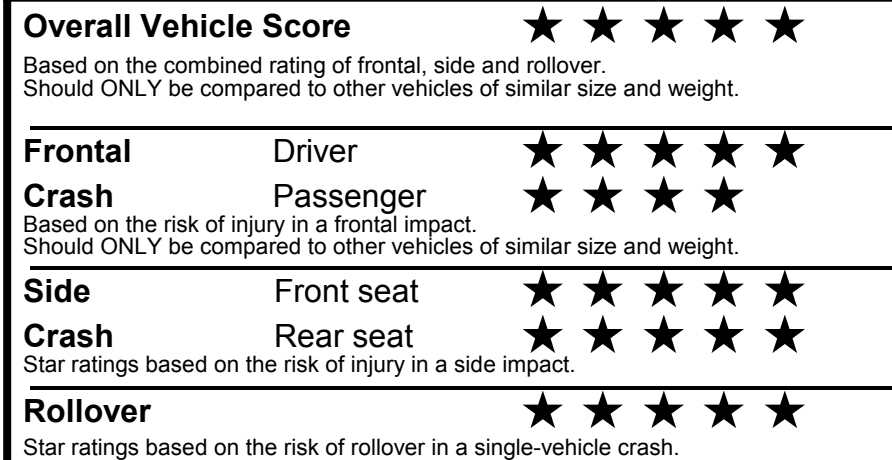 Overall Vehicle Score ★ ★ ★ ★ ★
Based on the combined rating of frontal, side and rollover.
Should ONLY be compared to other vehicles of similar size and weight.
Frontal Driver ★ ★ ★ ★ ★
Crash Passenger ★ ★ ★ ★
Based on the risk of injury in a frontal impact.
Should ONLY be compared to other vehicles of similar size and weight.
Side Front seat ★ ★ ★ ★ ★
Crash Rear seat ★ ★ ★ ★ ★
Star ratings based on the risk of injury in a side impact.
Rollover ★ ★ ★ ★ ★
Star ratings based on the risk of rollover in a single-vehicle crash.